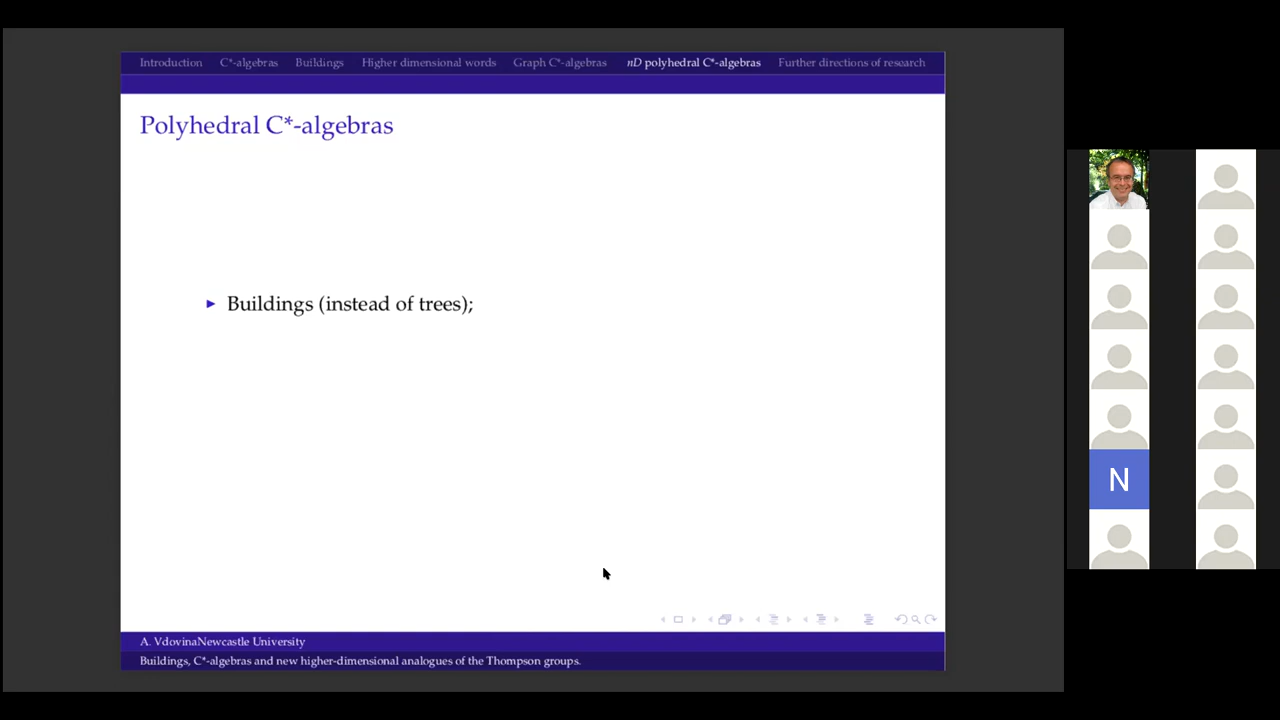 Introduction C*-algebras Buildings Higher dimensional words Graph C*-algebras nD polyhedral C*-algebras Further directions of research
Polyhedral C*-algebras
► Buildings (instead of trees);
A. VdovinaNewcastle University
Buildings, C*-algebras and new higher-dimensional analogues of the Thompson groups.
N